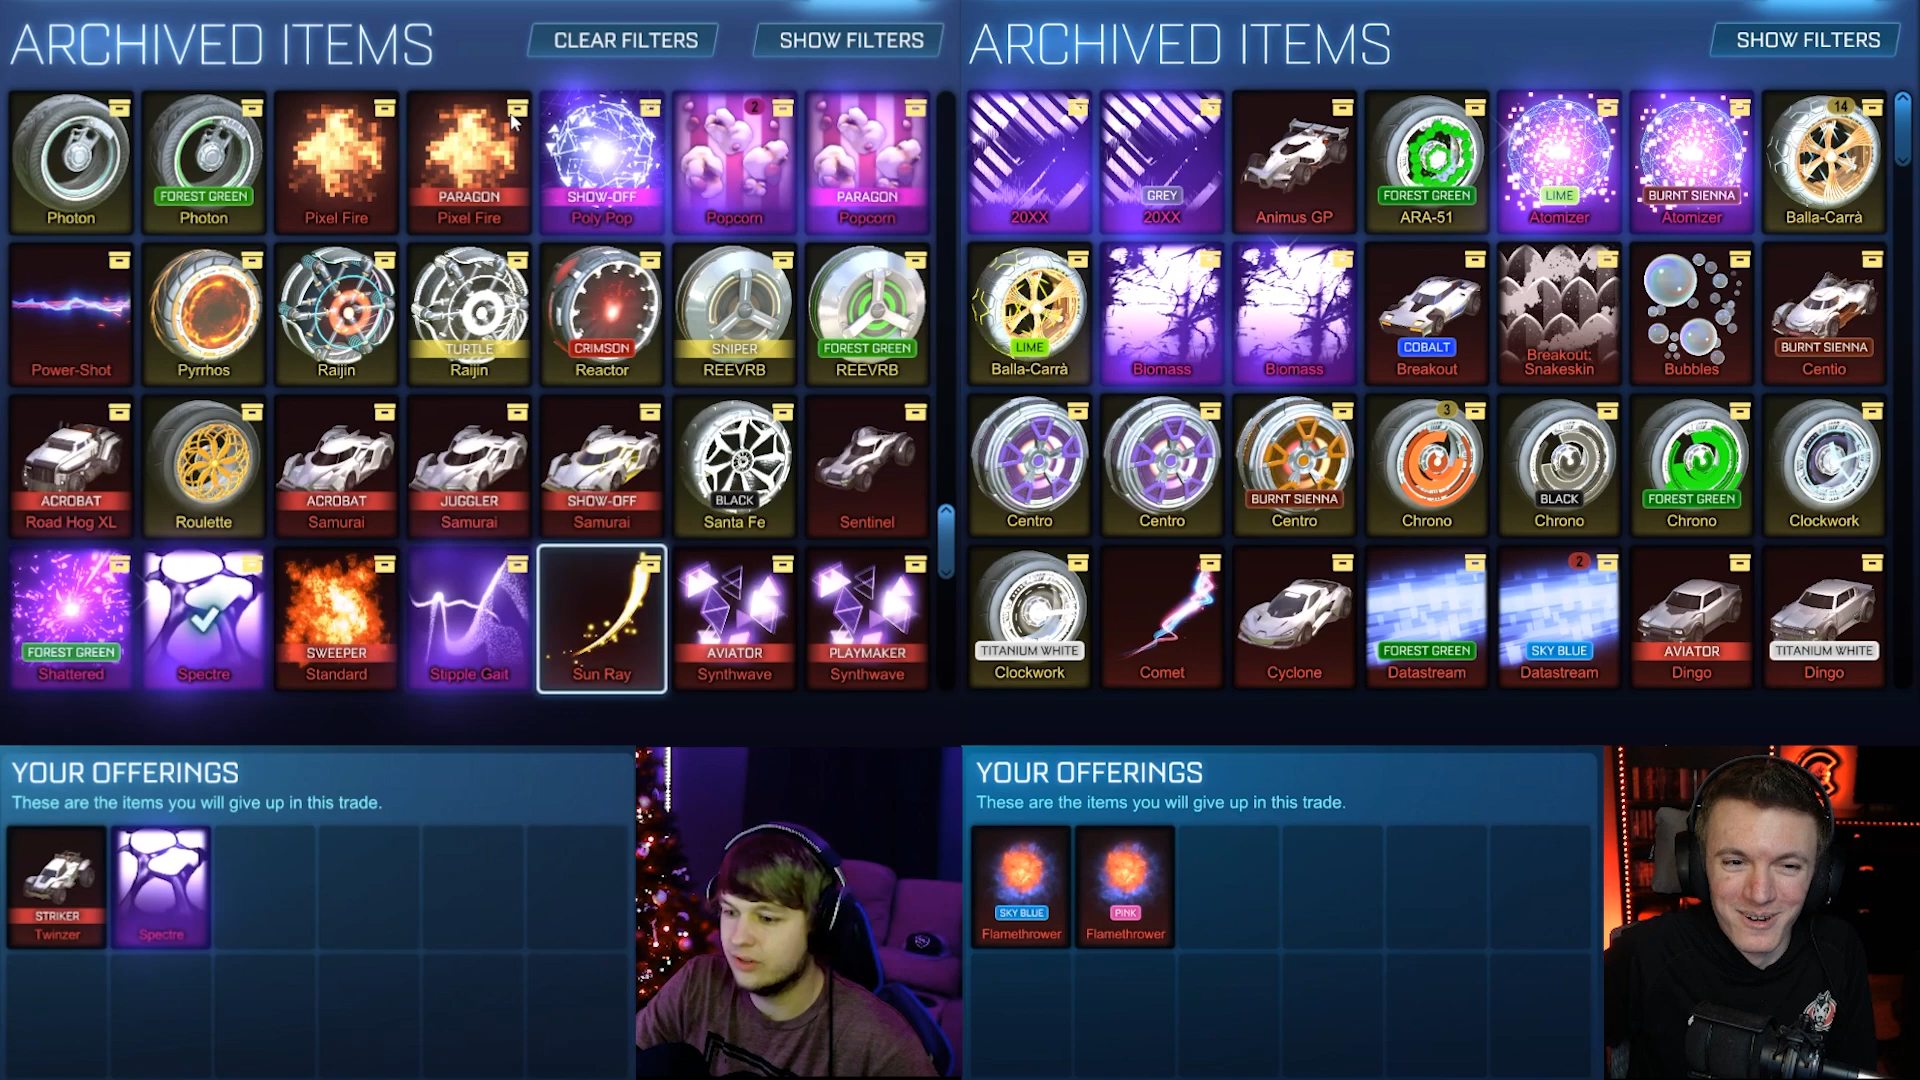 ARCHIVED ITEMS
CLEAR FILTERS
SHOW FILTERS
Photon
FOREST GREEN
Photon
Pixel Fire
PARAGON
Pixel Fire
SHOW-OFF
Poly Pop
2
Popcorn
PARAGON
Popcorn
Power-Shot
Pyrrhos
Raijin
TURTLE
Raijin
CRIMSON
Reactor
SNIPER
REEVRB
FOREST GREEN
REEVRB
ACROBAT
Road Hog XL
Roulette
ACROBAT
Samurai
JUGGLER
Samurai
SHOW-OFF
Samurai
BLACK
Santa Fe
Sentinel
FOREST GREEN
Shattered
Spectre
SWEEPER
Standard
Stipple Gait
Sun Ray
AVIATOR
Synthwave
PLAYMAKER
Synthwave
ARCHIVED ITEMS
SHOW FILTERS
20XX
GREY
20XX
Animus GP
FOREST GREEN
ARA-51
LIME
Atomizer
BURNT SIENNA
Atomizer
14
Balla-Carrà
LIME
Balla-Carrà
Biomass
Biomass
COBALT
Breakout
Breakout:
Snakeskin
Bubbles
BURNT SIENNA
Centio
Centro
Centro
BURNT SIENNA
Centro
3
Chrono
BLACK
Chrono
FOREST GREEN
Chrono
Clockwork
TITANIUM WHITE
Clockwork
Comet
Cyclone
FOREST GREEN
Datastream
2
SKY BLUE
Datastream
AVIATOR
Dingo
TITANIUM WHITE
Dingo
YOUR OFFERINGS
These are the items you will give up in this trade.
STRIKER
Twinzer
Spectre
YOUR OFFERINGS
These are the items you will give up in this trade.
SKY BLUE
Flamethrower
PINK
Flamethrower